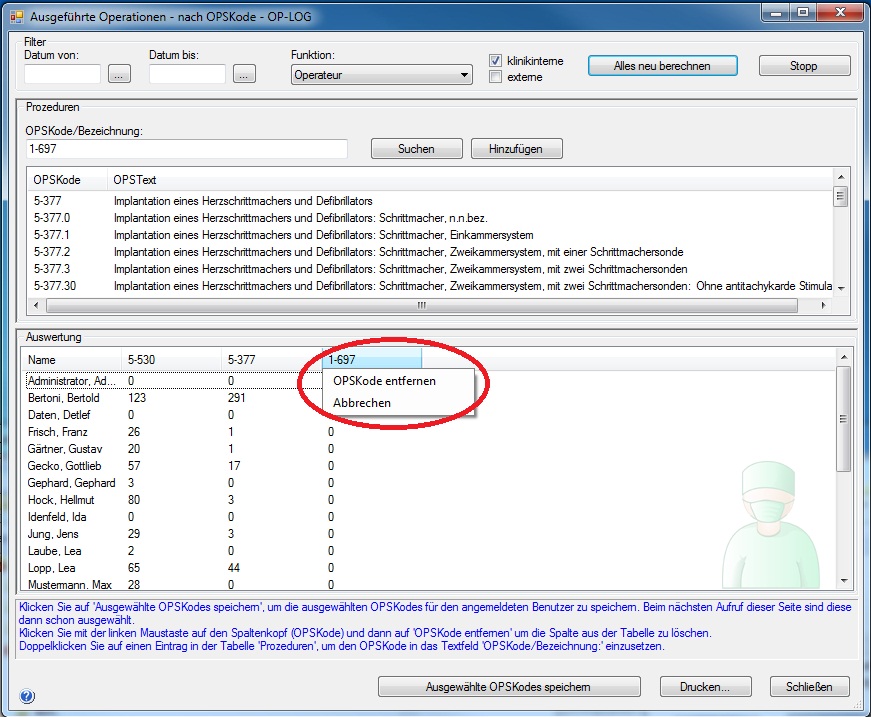 Ausgeführte Operationen - nach OPSKode - OP-LOG
Filter
Datum von: Datum bis: Funktion:
... ... Operateur klinikinterne externe Alles neu berechnen Stopp
Prozeduren
OPSKode/Bezeichnung:
1-697 Suchen Hinzufügen
OPSKode OPSText
5-377 Implantation eines Herzschrittmachers und Defibrillators
5-377.0 Implantation eines Herzschrittmachers und Defibrillators: Schrittmacher, n.n.bez.
5-377.1 Implantation eines Herzschrittmachers und Defibrillators: Schrittmacher, Einkammersystem
5-377.2 Implantation eines Herzschrittmachers und Defibrillators: Schrittmacher, Zweikammersystem, mit einer Schrittmachersonde
5-377.3 Implantation eines Herzschrittmachers und Defibrillators: Schrittmacher, Zweikammersystem, mit zwei Schrittmachersonden
5-377.30 Implantation eines Herzschrittmachers und Defibrillators: Schrittmacher, Zweikammersystem, mit zwei Schrittmachersonden: Ohne antitachykarde Stimula
Auswertung
Name 5-530 5-377 1-697
Administrator, Ad... 0 0 OPSKode entfernen
Bertoni, Bertold 123 291 Abbrechen
Daten, Detlef 0 0 0
Frisch, Franz 26 1 0
Gärtner, Gustav 20 1 0
Gecko, Gottlieb 57 17 0
Gephard, Gephard 3 0 0
Hock, Hellmut 80 3 0
Idenfeld, Ida 0 0 0
Jung, Jens 29 3 0
Laube, Lea 2 0 0
Lopp, Lea 65 44 0
Mustermann, Max 28 0 0
Klicken Sie auf 'Ausgewählte OPSKodes speichern', um die ausgewählten OPSKodes für den angemeldeten Benutzer zu speichern. Beim nächsten Aufruf dieser Seite sind diese
dann schon ausgewählt.
Klicken Sie mit der linken Maustaste auf den Spaltenkopf (OPSKode) und dann auf 'OPSKode entfernen' um die Spalte aus der Tabelle zu löschen.
Doppelklicken Sie auf einen Eintrag in der Tabelle 'Prozeduren', um den OPSKode in das Textfeld 'OPSKode/Bezeichnung:' einzusetzen.
? Ausgewählte OPSKodes speichern Drucken... Schließen